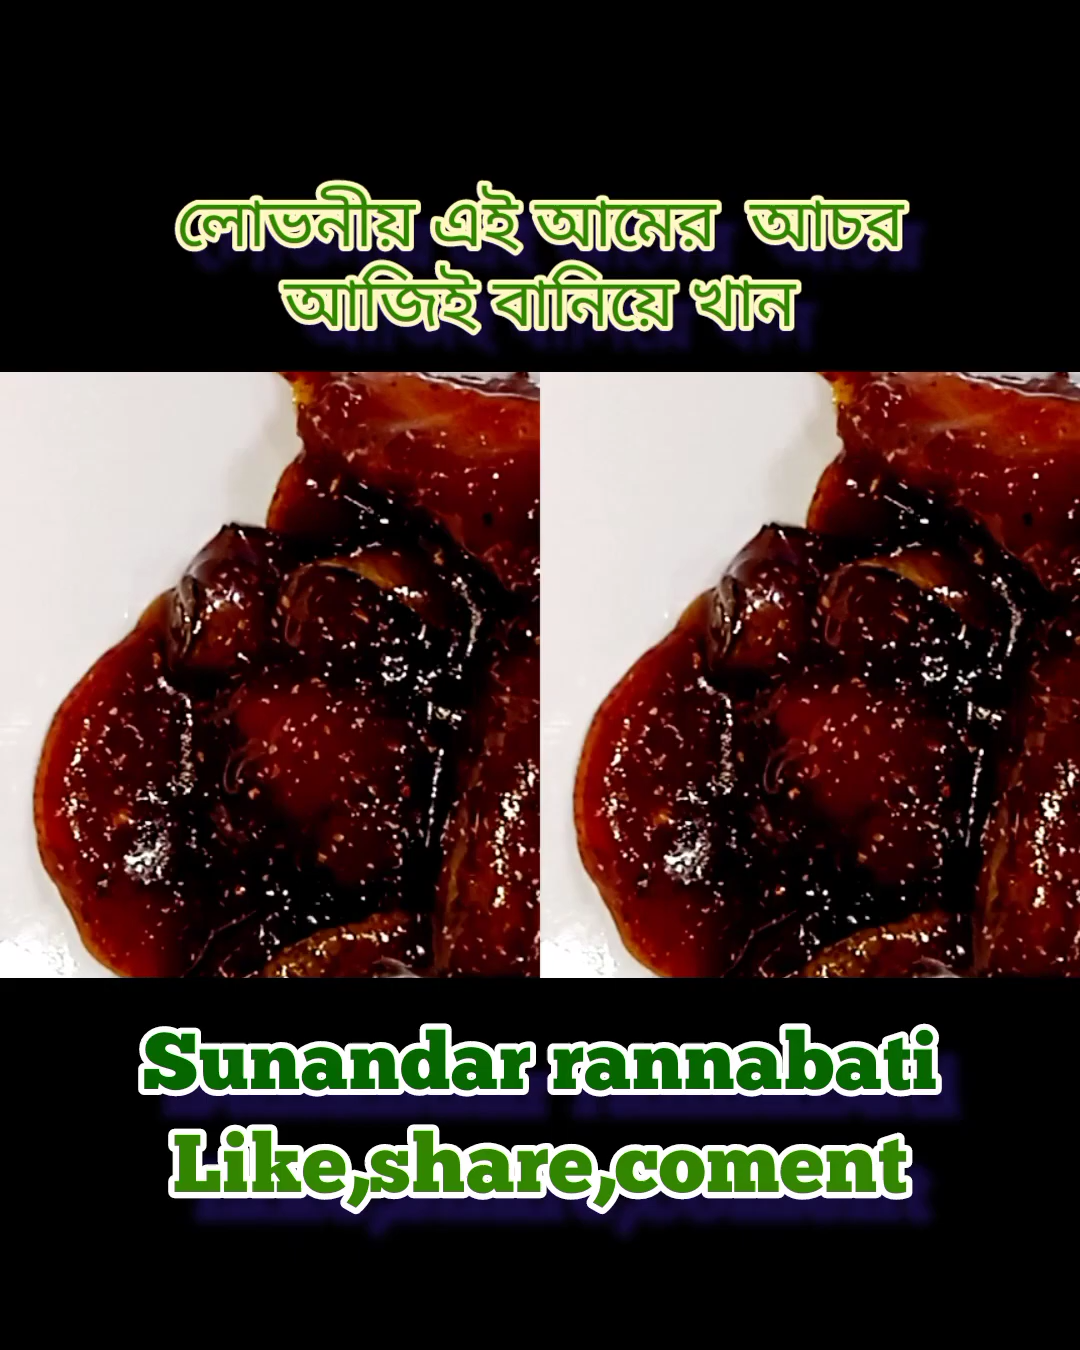 লোভনীয় এই আমের আচর
আজিই বানিয়ে খান
Sunandar rannabati
Like,share,coment